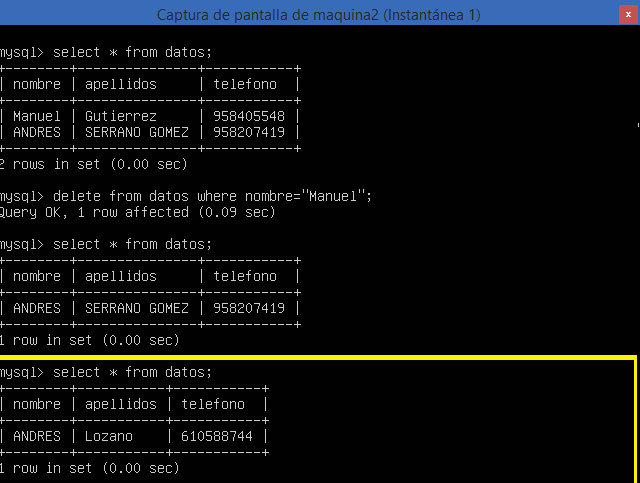 Captura de pantalla de maquina2 (Instantánea 1)
x
mysql> select * from datos;
+--------+---------------+-----------+
| nombre | apellidos     | telefono  |
+--------+---------------+-----------+
| Manuel | Gutierrez     | 958405548 |
| ANDRES | SERRANO GOMEZ | 958207419 |
+--------+---------------+-----------+
2 rows in set (0.00 sec)
mysql> delete from datos where nombre="Manuel";
Query OK, 1 row affected (0.09 sec)
mysql> select * from datos;
+--------+---------------+-----------+
| nombre | apellidos     | telefono  |
+--------+---------------+-----------+
| ANDRES | SERRANO GOMEZ | 958207419 |
+--------+---------------+-----------+
1 row in set (0.00 sec)
mysql> select * from datos;
+--------+-----------+-----------+
| nombre | apellidos | telefono  |
+--------+-----------+-----------+
| ANDRES | Lozano    | 610588744 |
+--------+-----------+-----------+
1 row in set (0.00 sec)